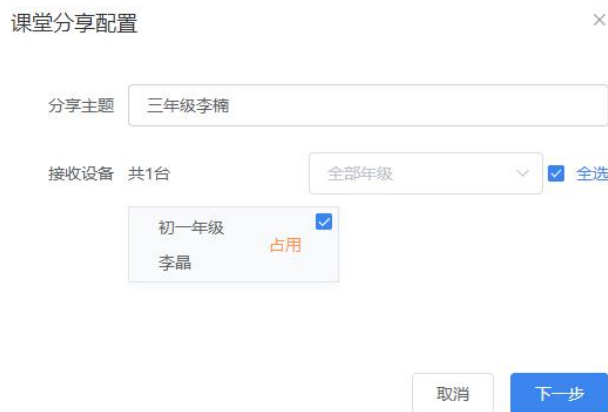 课堂分享配置
分享主题 三年级李楠
接收设备 共1台 全部年级 全选
初一年级
占用
李晶
取消 下一步